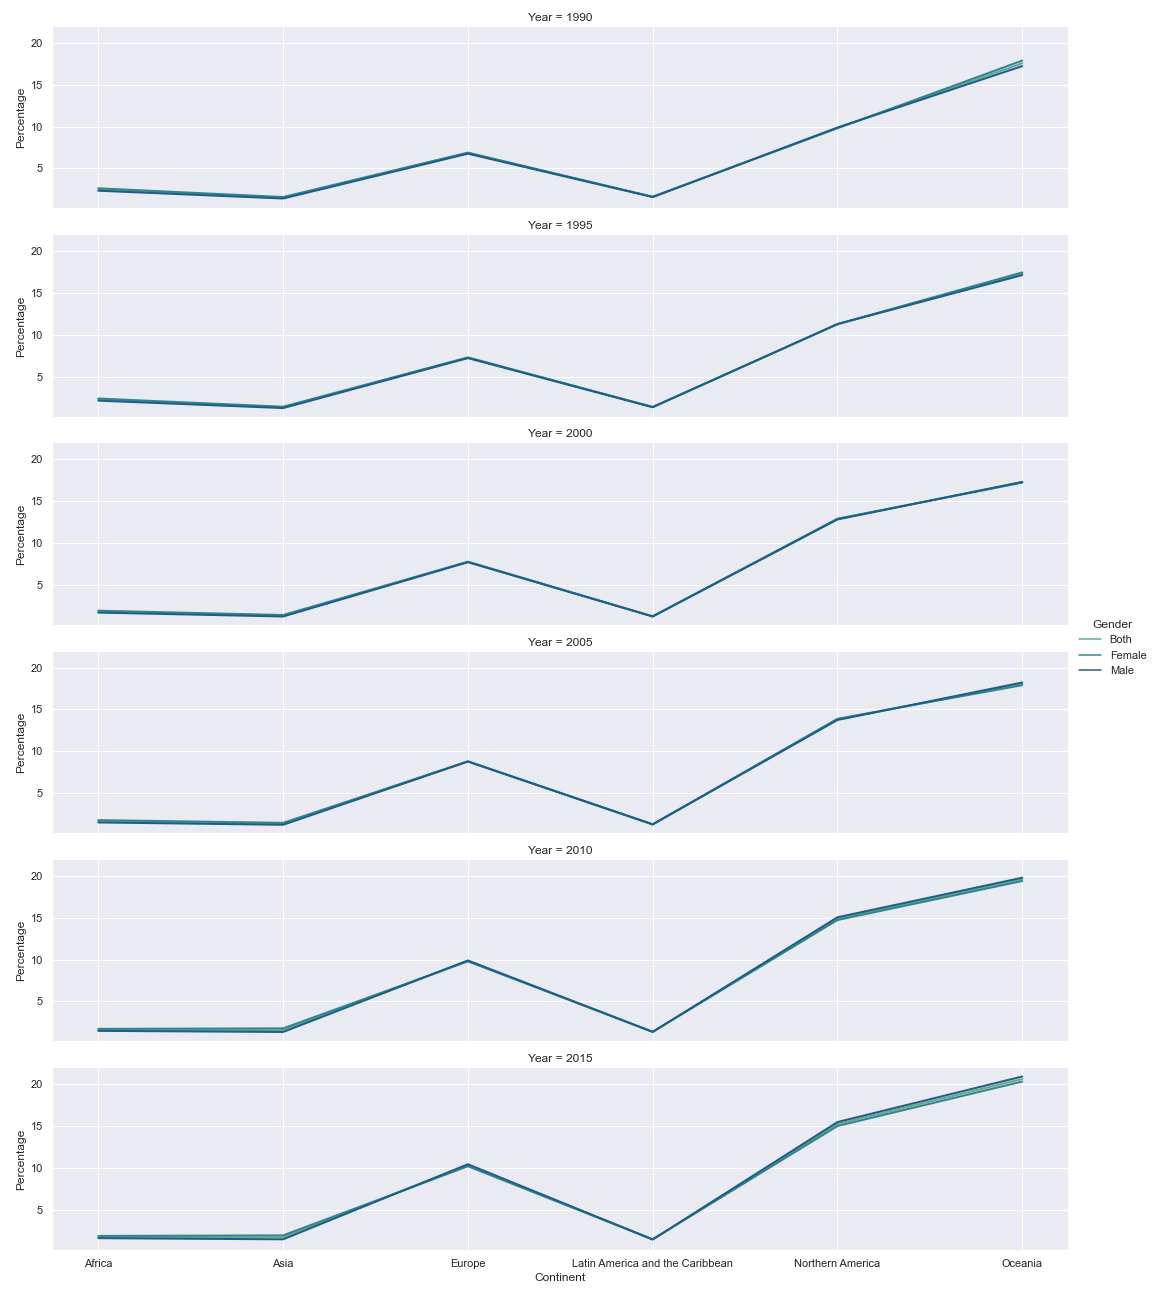 Year = 1990
20
15
10
5
Percentage
Year = 1995
20
15
10
5
Percentage
Year = 2000
20
15
10
5
Percentage
Year = 2005
20
15
10
5
Percentage
Gender
Both
Female
Male
Year = 2010
20
15
10
5
Percentage
Year = 2015
20
15
10
5
Percentage
Africa Asia Europe Latin America and the Caribbean Northern America Oceania
Continent